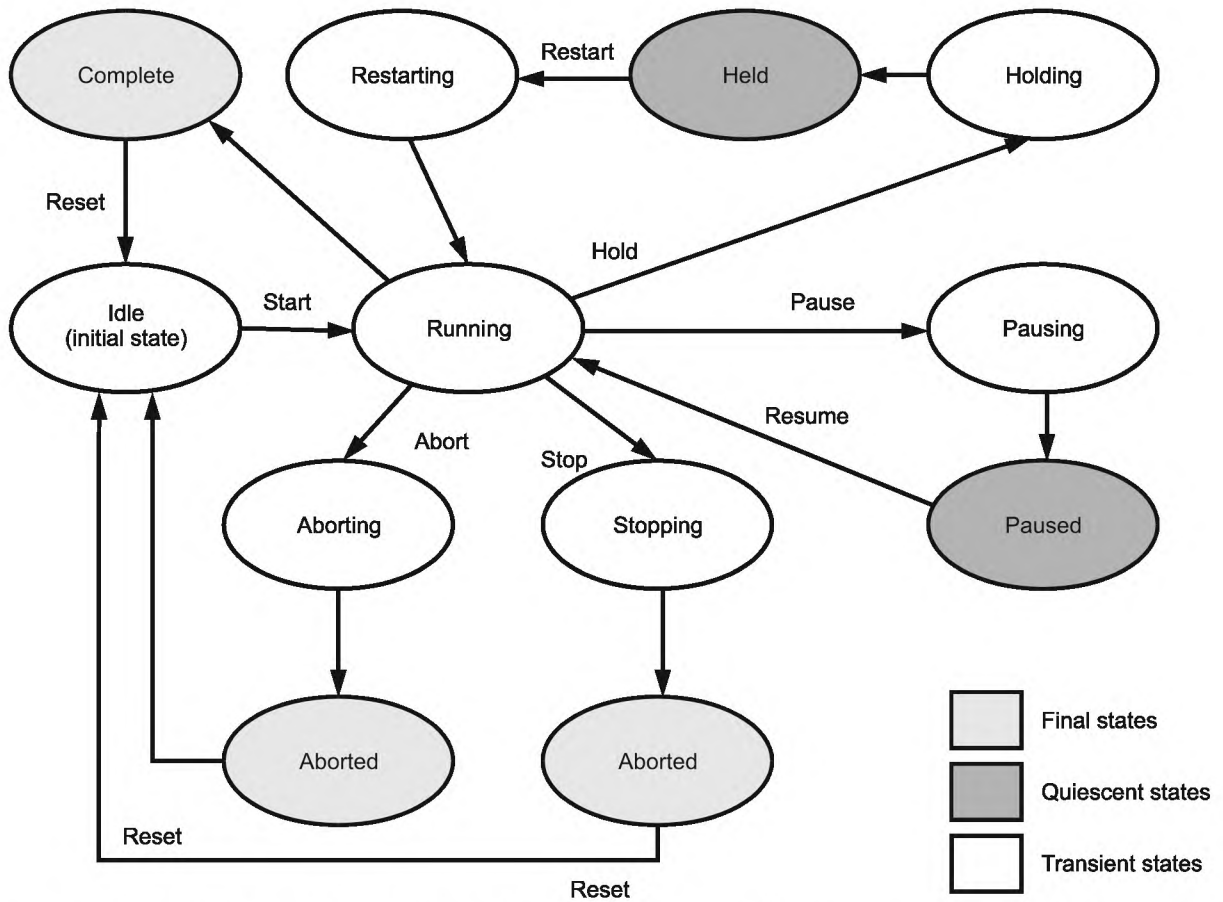 Complete
Restarting
Restart
Held
Holding
Reset
Hold
Idle
(initial state)
Start
Running
Pause
Pausing
Resume
Abort
Stop
Aborting
Stopping
Paused
Aborted
Aborted
Final states
Quiescent states
Transient states
Reset
Reset